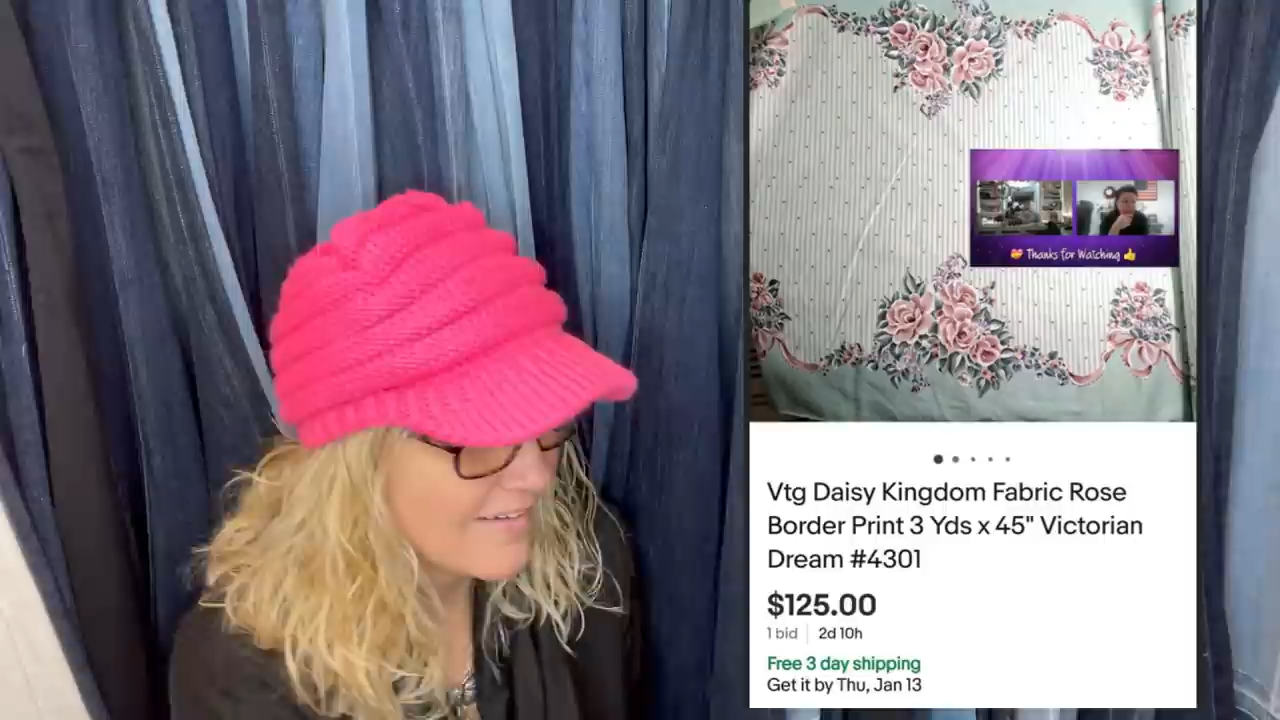 Thanks for Watching
Vtg Daisy Kingdom Fabric Rose
Border Print 3 Yds x 45" Victorian
Dream #4301
$125.00
1 bid 2d 10h
Free 3 day shipping
Get it by Thu, Jan 13